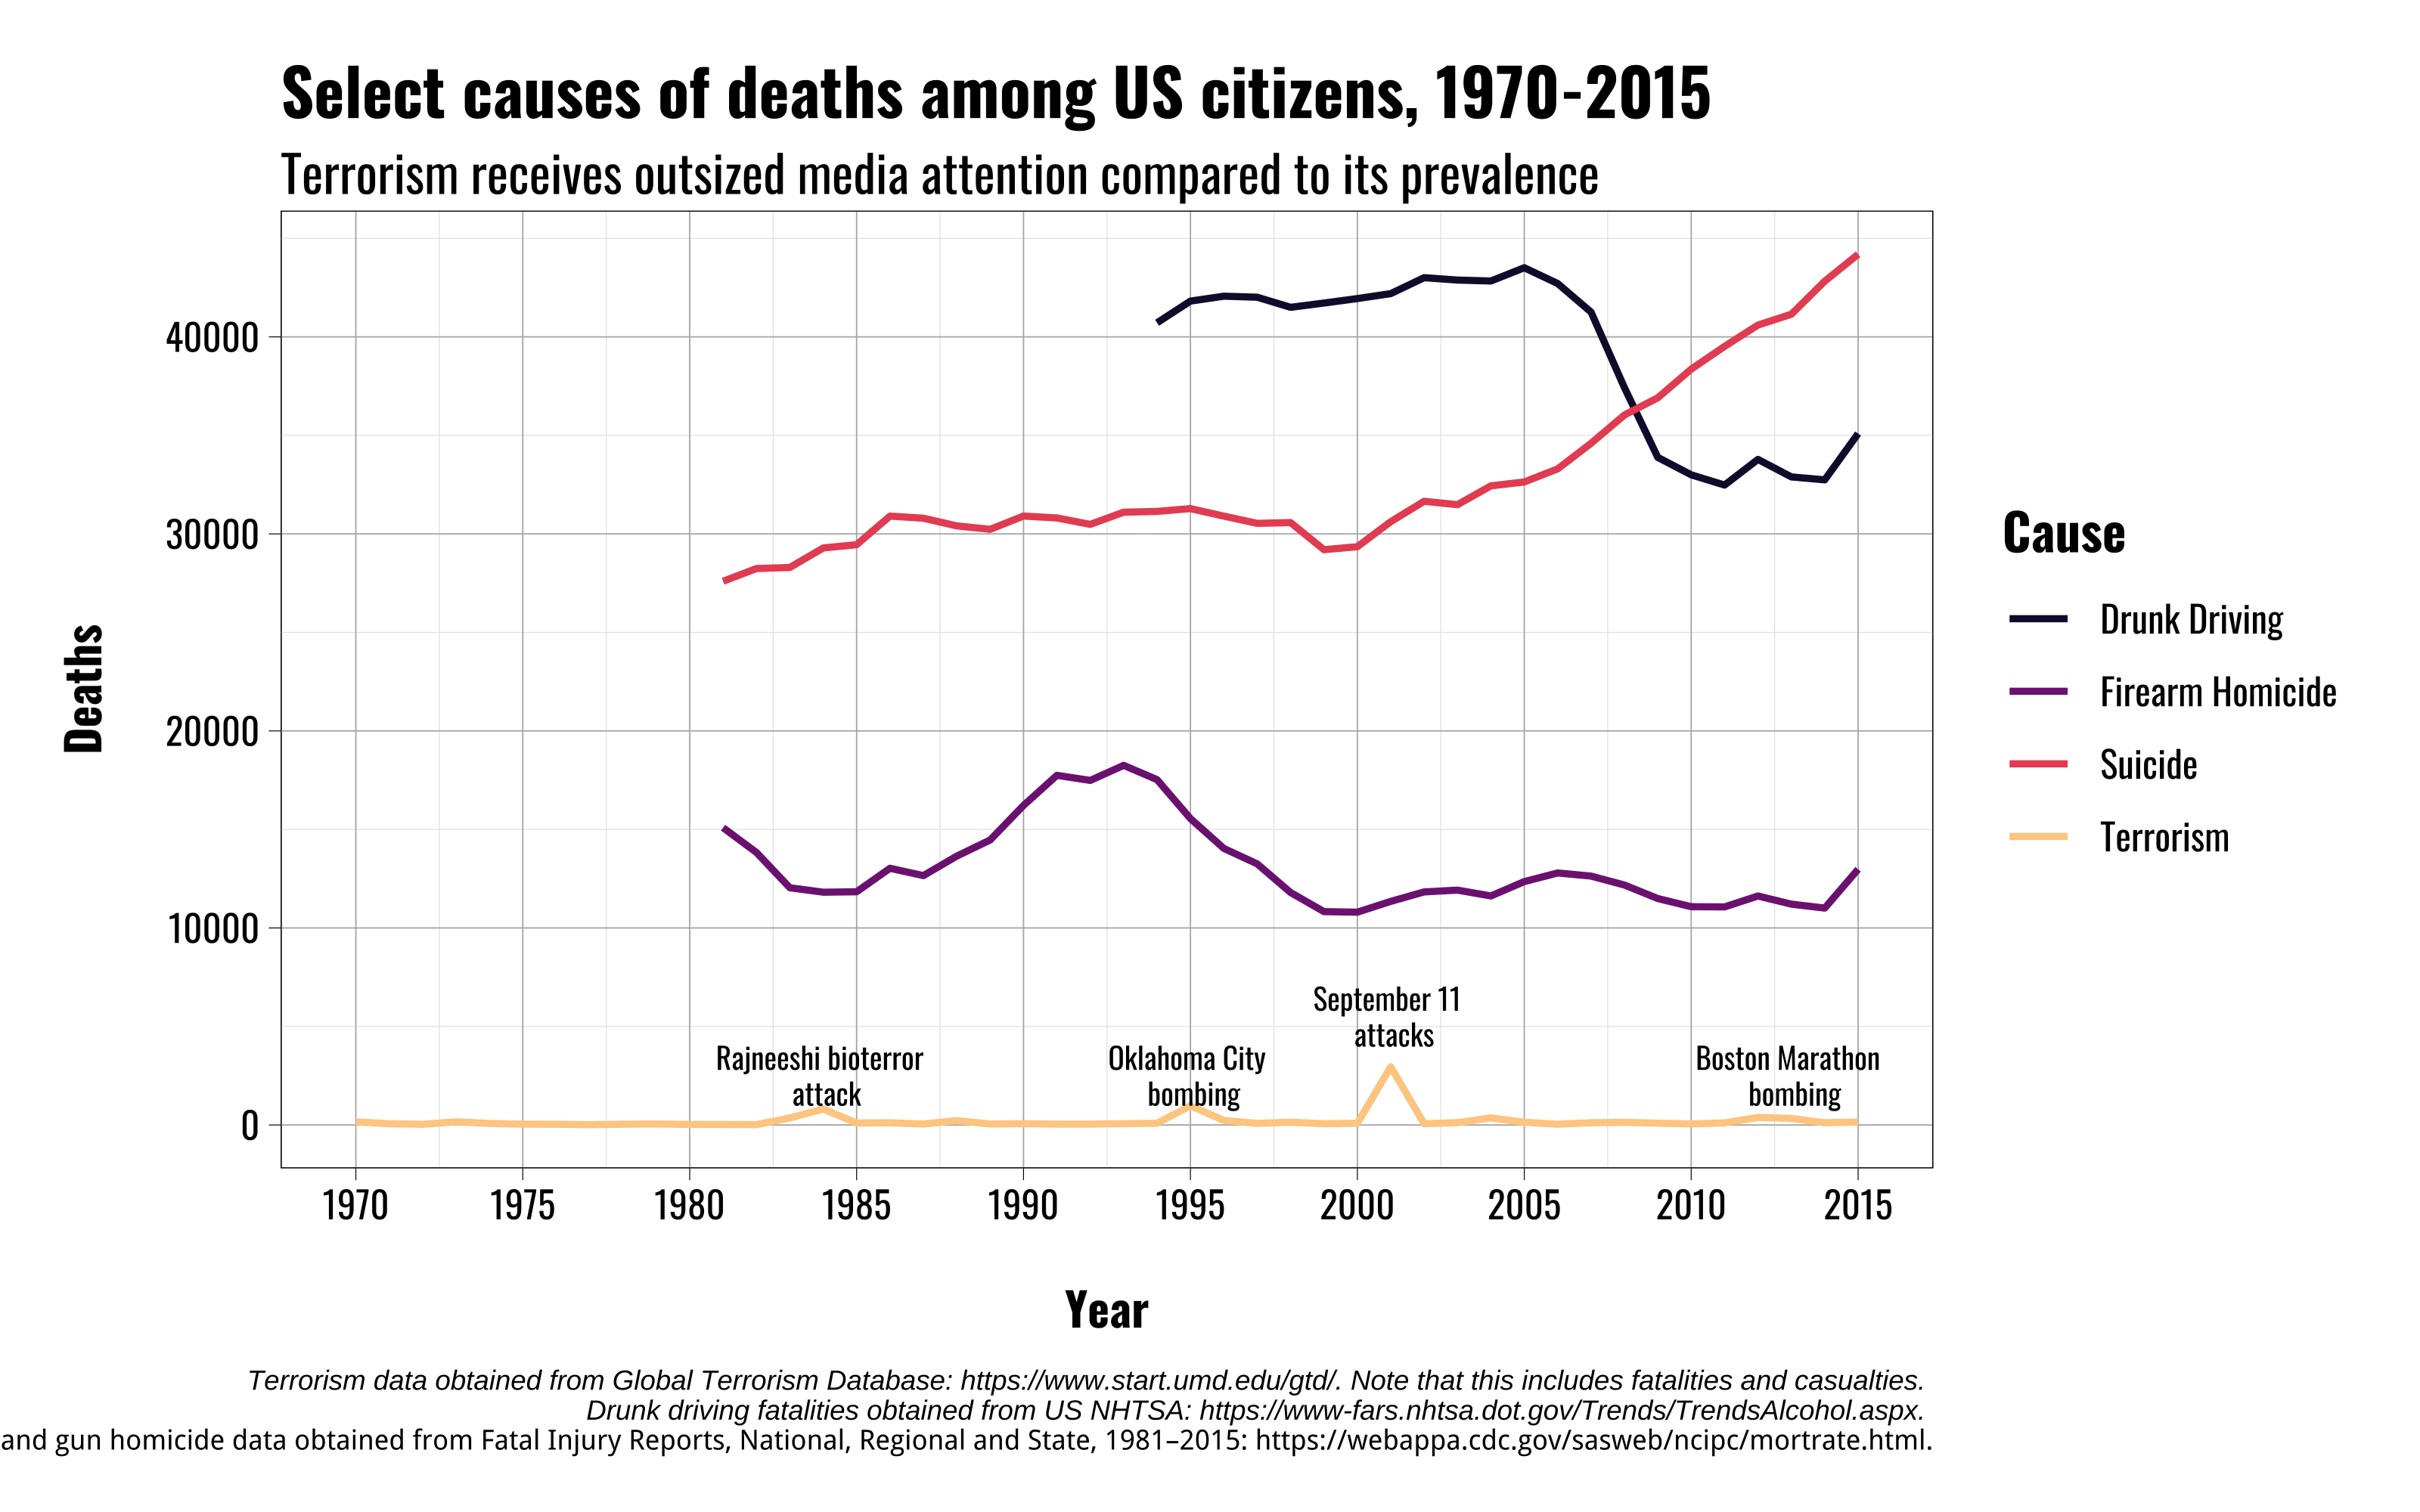 Select causes of deaths among US citizens, 1970-2015
Terrorism receives outsized media attention compared to its prevalence
Deaths
40000
30000
20000
10000
0
September 11
attacks
Rajneeshi bioterror
attack
Oklahoma City
bombing
Boston Marathon
bombing
1970 1975 1980 1985 1990 1995 2000 2005 2010 2015
Year
Cause
Drunk Driving
Firearm Homicide
Suicide
Terrorism
Terrorism data obtained from Global Terrorism Database: https://www.start.umd.edu/gtd/. Note that this includes fatalities and casualties.
Drunk driving fatalities obtained from US NHTSA: https://www-fars.nhtsa.dot.gov/Trends/TrendsAlcohol.aspx.
and gun homicide data obtained from Fatal Injury Reports, National, Regional and State, 1981–2015: https://webappa.cdc.gov/sasweb/ncipc/mortrate.html.